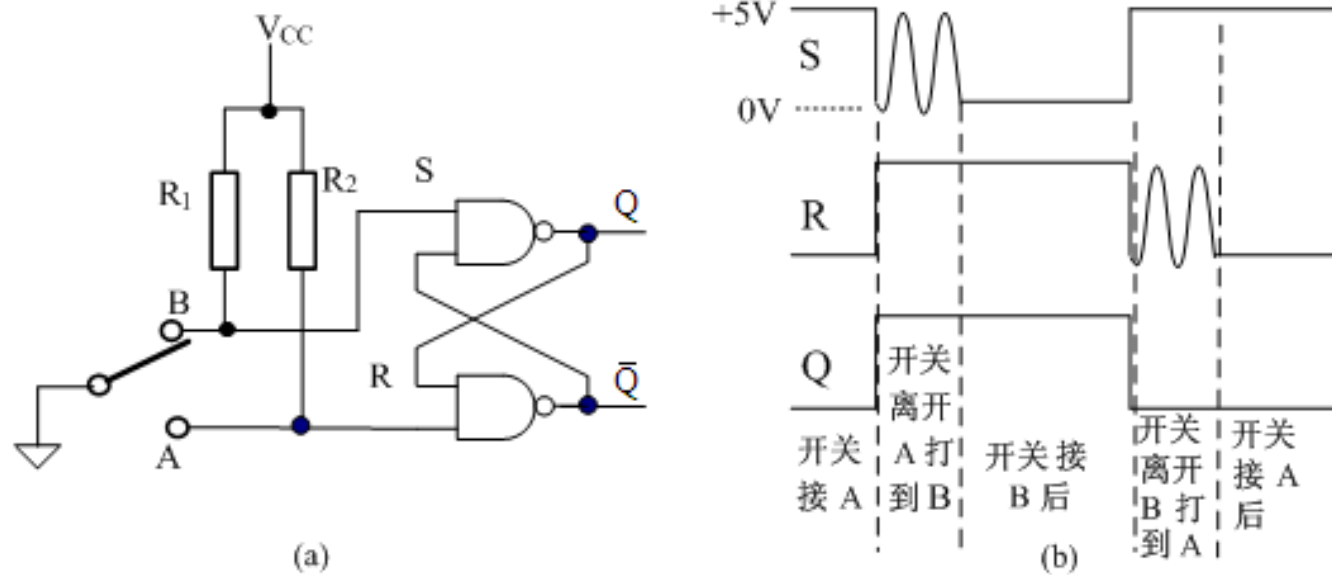 V_CC
R₁
R₂
S
Q
B
R
Q̄
A
(a)
+5V
S
0V
R
Q
开关
接 A
开关
离开
A 打
到 B
开关 接
B 后
开关
离开
B 打
到 A
开关
接 A
后
(b)